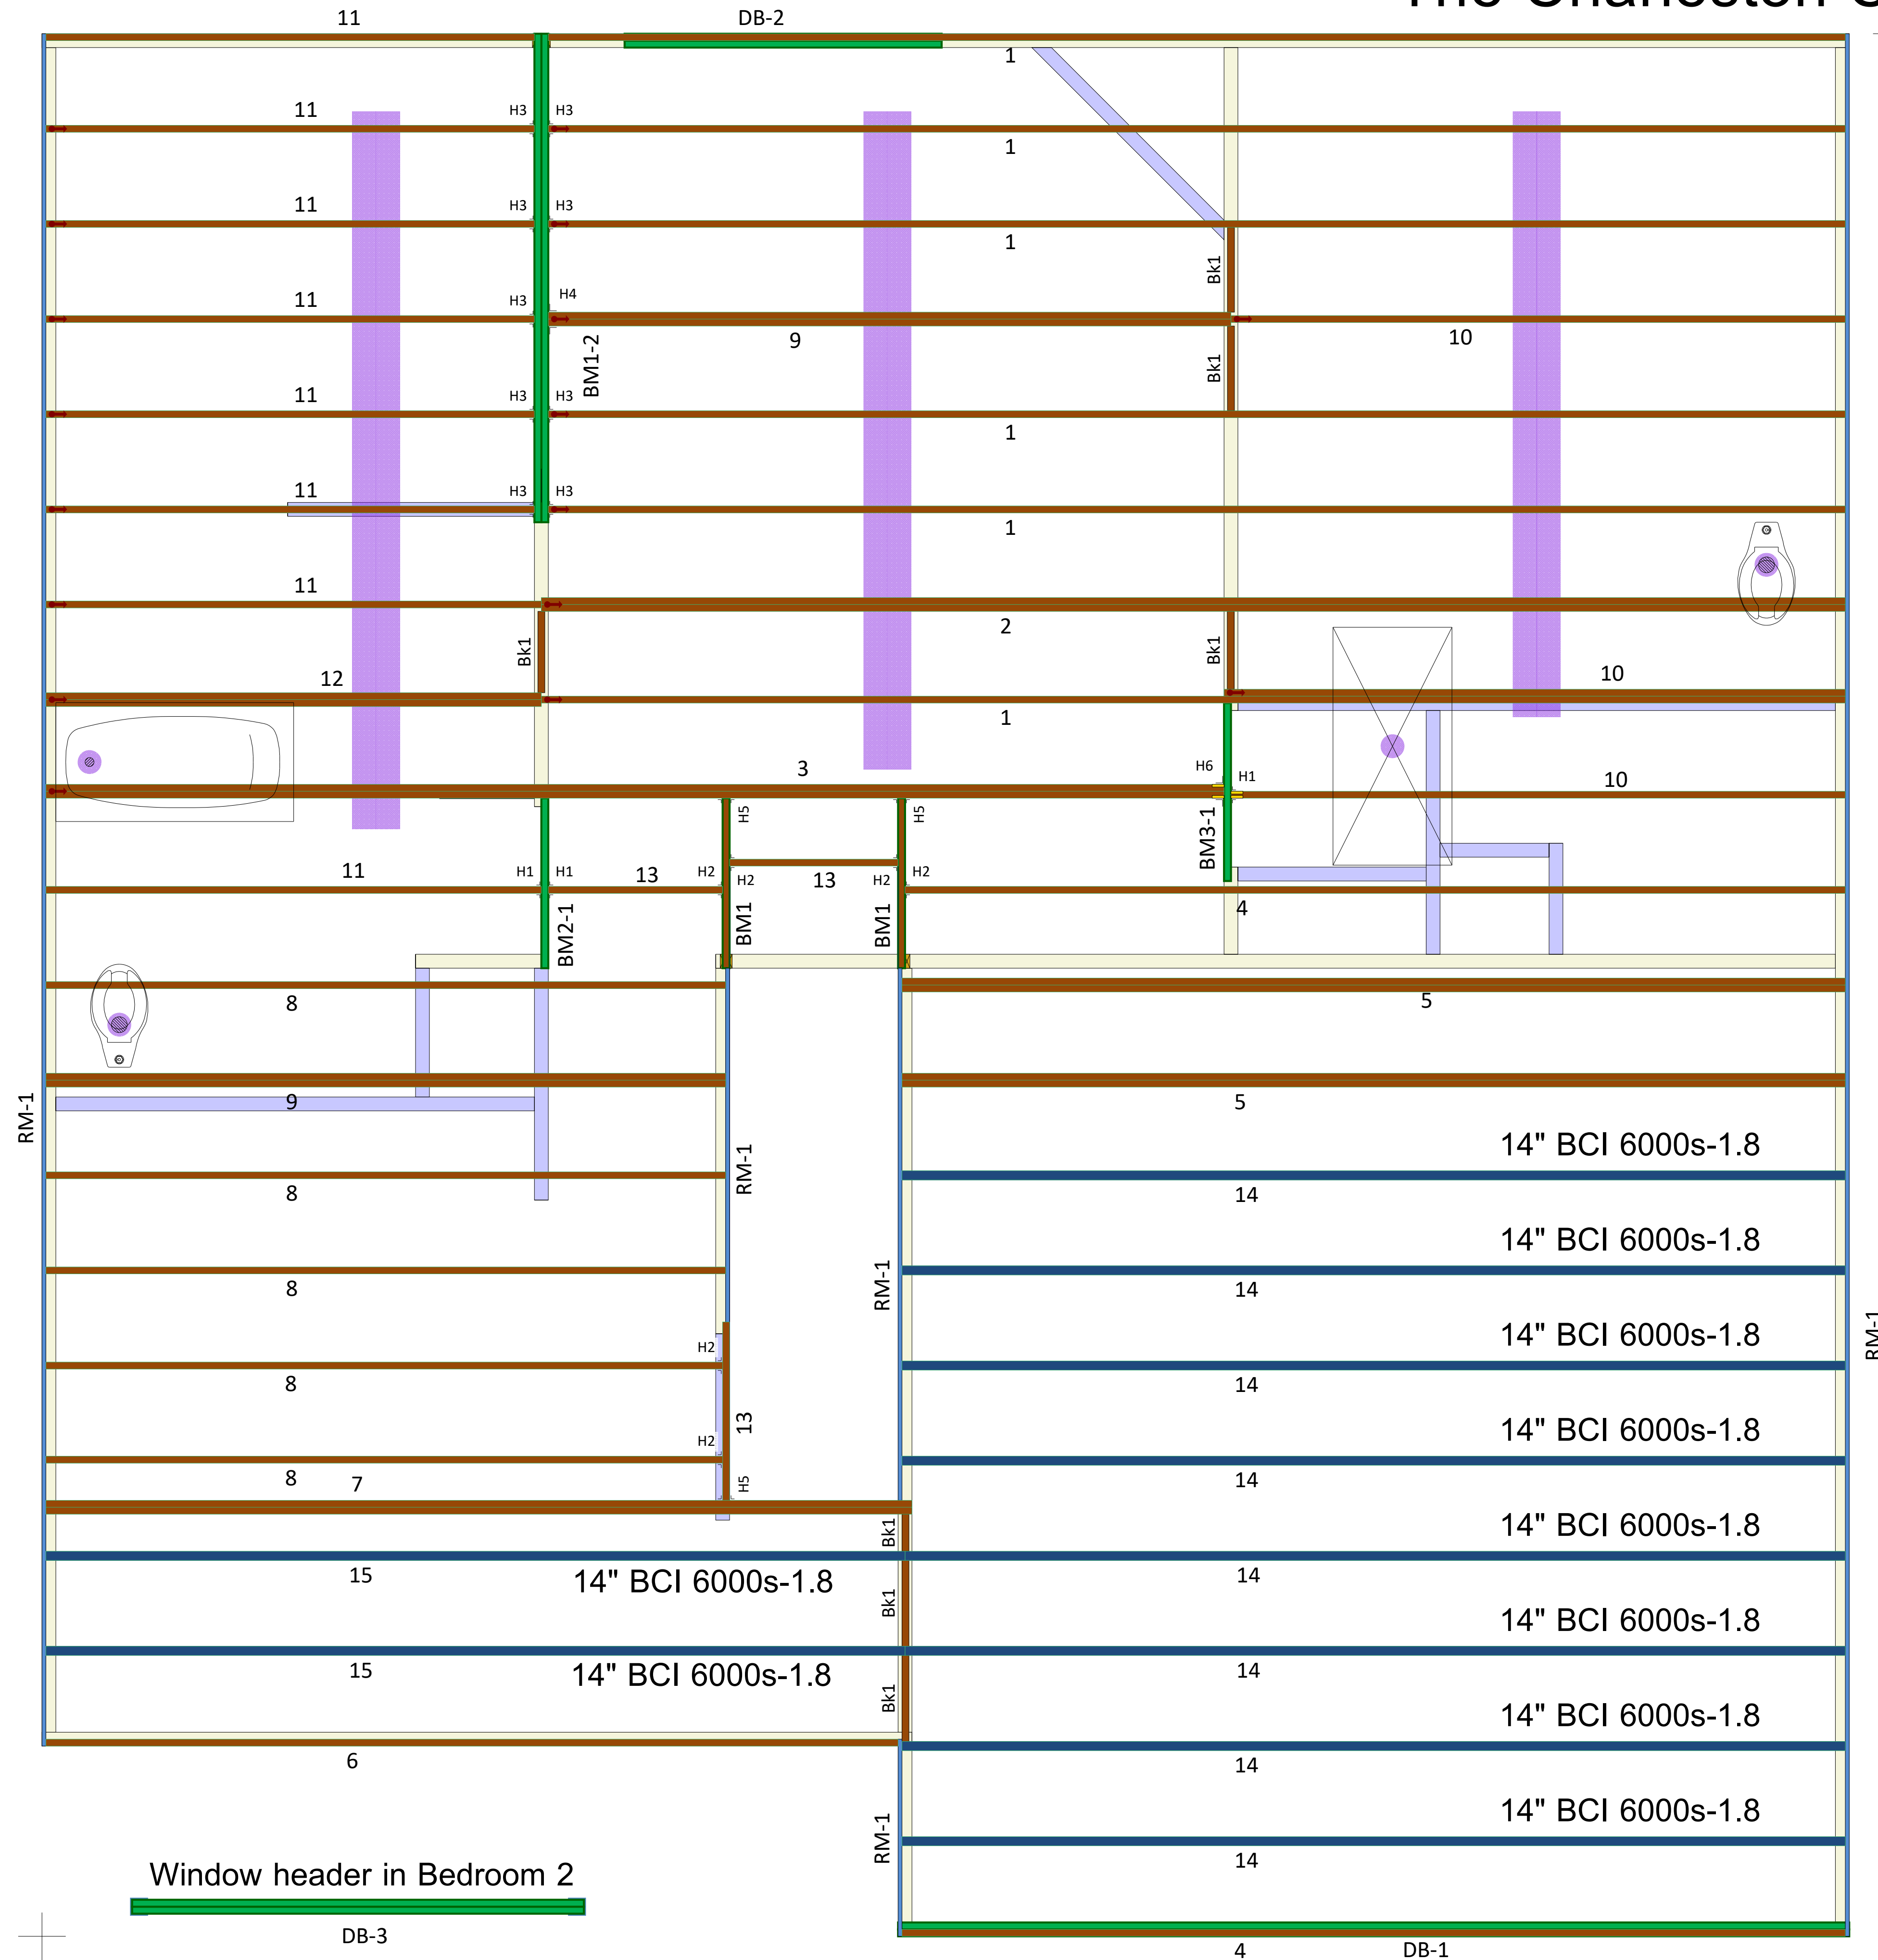 The Charleston
11
DB-2
1
11
H3
H3
1
11
H3
H3
1
Bk1
11
H3
H4
9
10
BM1-2
Bk1
11
H3
H3
1
11
H3
H3
1
11
2
Bk1
Bk1
12
10
1
3
H6
H1
10
H5
H5
BM3-1
11
H1
H1
13
H2
H2
13
H2
H2
4
BM2-1
BM1
BM1
8
5
RM-1
9
5
14" BCI 6000s-1.8
RM-1
8
14
14" BCI 6000s-1.8
RM-1
8
14
14" BCI 6000s-1.8
RM-1
H2
8
14
14" BCI 6000s-1.8
13
H2
8
7
H5
14
14" BCI 6000s-1.8
Bk1
15
14" BCI 6000s-1.8
14
Bk1
14" BCI 6000s-1.8
15
14" BCI 6000s-1.8
14
Bk1
14" BCI 6000s-1.8
6
14
14" BCI 6000s-1.8
RM-1
14
Window header in Bedroom 2
DB-3
4
DB-1